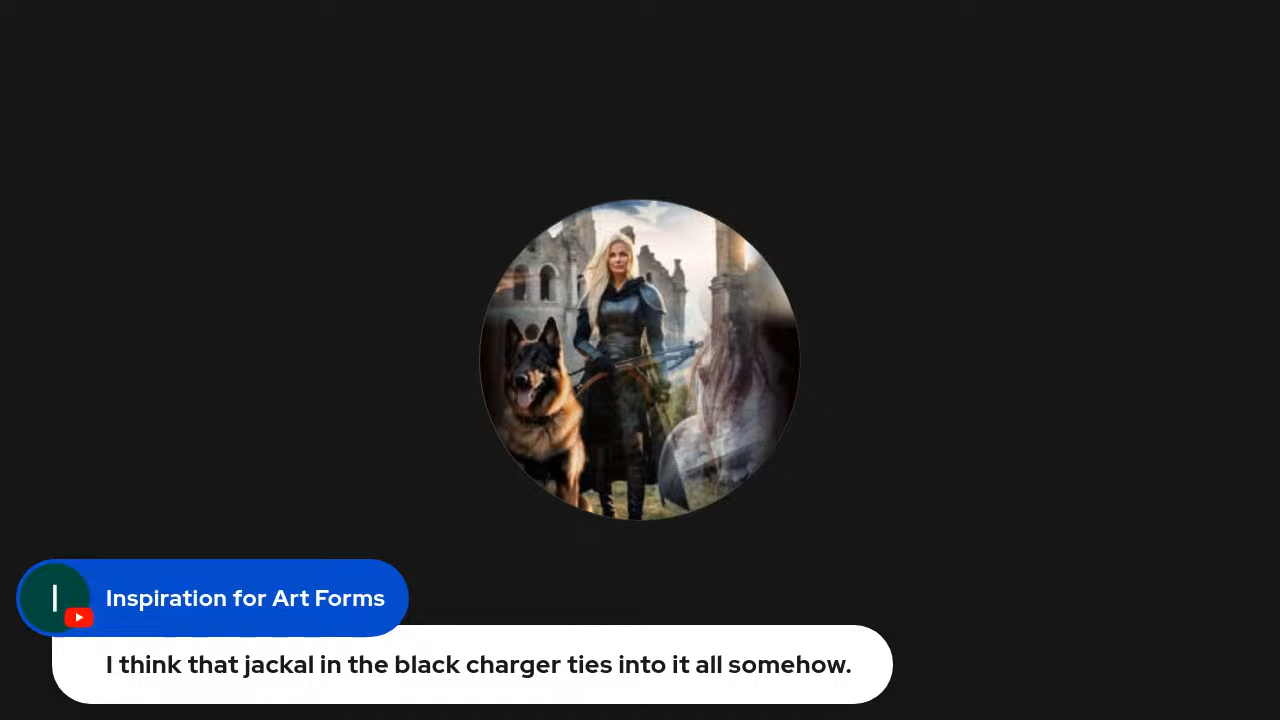 I
Inspiration for Art Forms
I think that jackal in the black charger ties into it all somehow.